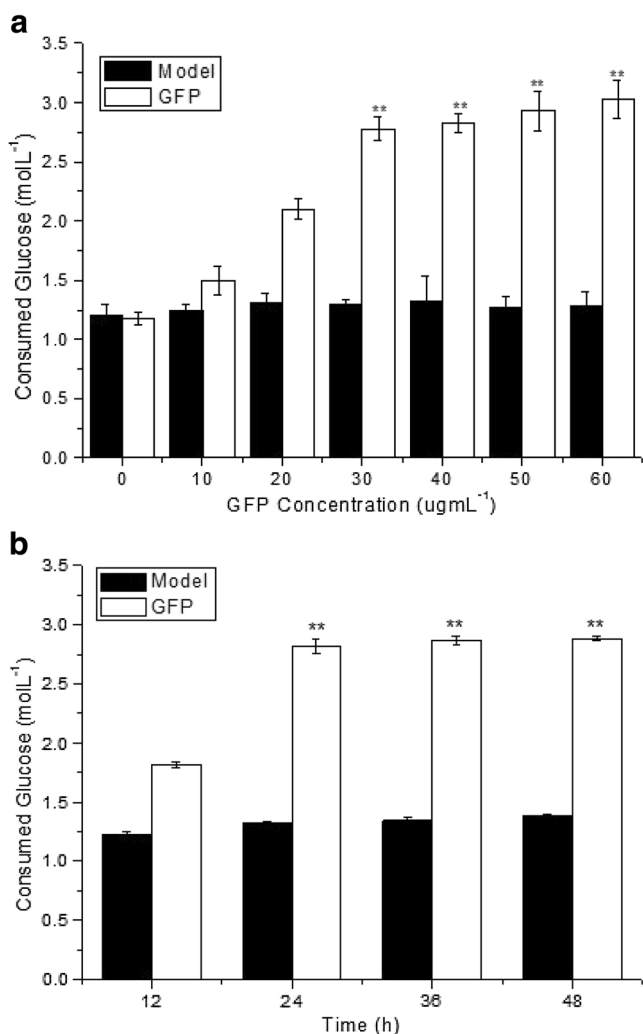 a
Consumed Glucose (molL⁻¹)
3.5
3.0
2.5
2.0
1.5
1.0
0.5
0.0
Model
GFP
** ** ** **
0 10 20 30 40 50 60
GFP Concentration (ugmL⁻¹)
b
Consumed Glucose (molL⁻¹)
3.5
3.0
2.5
2.0
1.5
1.0
0.5
0.0
Model
GFP
** ** **
12 24 36 48
Time (h)